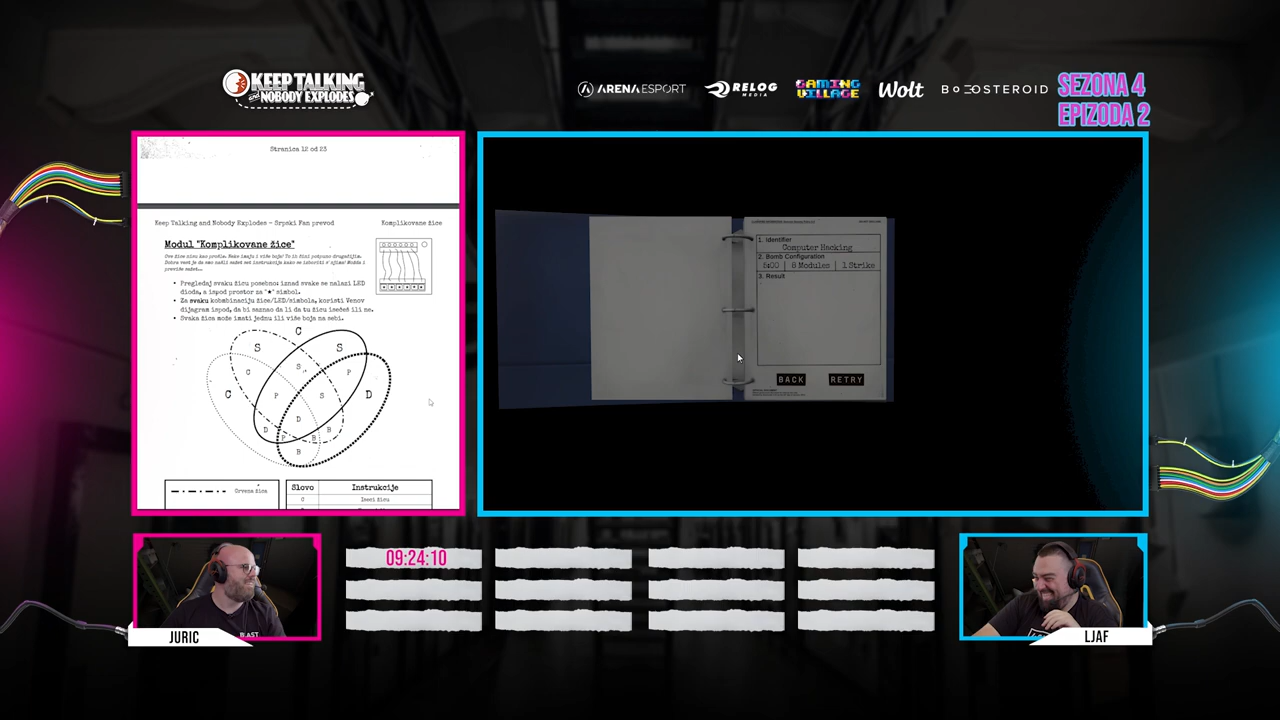 KEEP TALKING
and NOBODY EXPLODES
ARENA ESPORT
RELOG
MEDIA
GAMING
VILLAGE
Wolt
BOOSTEROID
SEZONA 4
EPIZODA 2
Stranica 12 od 23
Keep Talking and Nobody Explodes - Srpski Fan prevod
Komplikovane žice
Modul "Komplikovane žice"
Pregledaj svaku žicu posebno: iznad svake se nalazi LED
dioda, a ispod prostor za "★" simbol.
Za svaku kombinaciju žice/LED/simbola, koristi Venov
dijagram ispod, da bi saznao da li da tu žicu isečeš ili ne.
Svaka žica može imati jednu ili više boja na sebi.
C
S
S
C
S
P
C
P
S
D
D
D
B
P
B
B
Crvena žica
Slovo
Instrukcije
C
Iseci žicu
1. Identifier
Computer Hacking
2. Bomb Configuration
5:00 | 8 Modules | 1 Strike
3. Result
BACK
RETRY
09:24:10
JURIC
LJAF